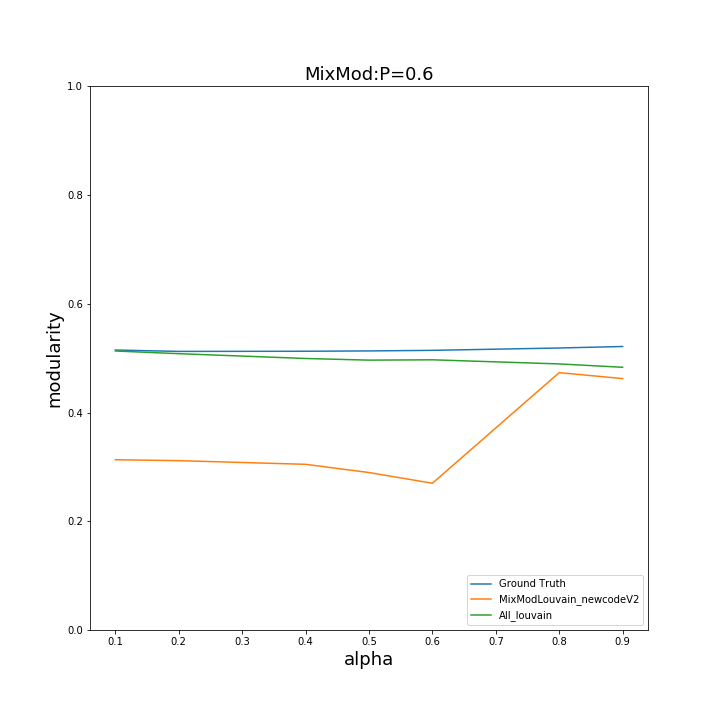 MixMod:P=0.6
1.0
0.8
0.6
0.4
0.2
0.0
modularity
0.1 0.2 0.3 0.4 0.5 0.6 0.7 0.8 0.9
alpha
Ground Truth
MixModLouvain_newcodeV2
All_louvain